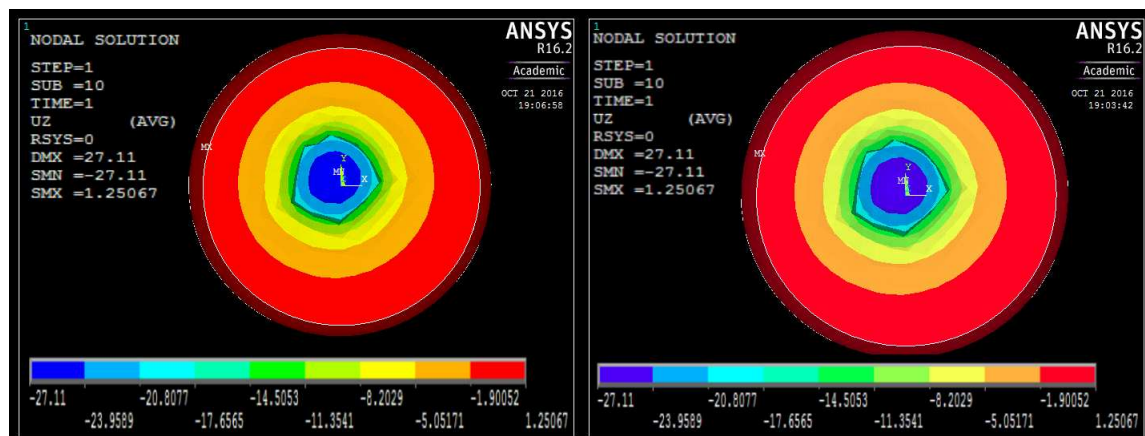 1
NODAL SOLUTION
STEP=1
SUB =10
TIME=1
UZ (AVG)
RSYS=0
DMX =27.11
SMN =-27.11
SMX =1.25067
ANSYS
R16.2
Academic
OCT 21 2016
19:06:58
MX
Y
MN
X
-27.11 -20.8077 -14.5053 -8.2029 -1.90052
-23.9589 -17.6565 -11.3541 -5.05171 1.25067
1
NODAL SOLUTION
STEP=1
SUB =10
TIME=1
UZ (AVG)
RSYS=0
DMX =27.11
SMN =-27.11
SMX =1.25067
ANSYS
R16.2
Academic
OCT 21 2016
19:03:42
MX
Y
MN
X
-27.11 -20.8077 -14.5053 -8.2029 -1.90052
-23.9589 -17.6565 -11.3541 -5.05171 1.25067